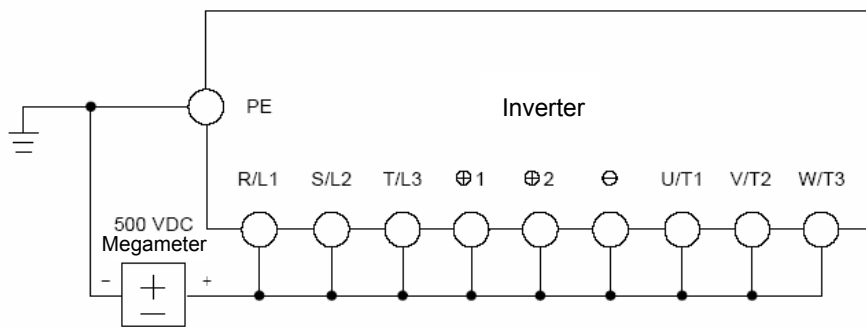 PE
Inverter
R/L1 S/L2 T/L3 ⊕1 ⊕2 ⊖ U/T1 V/T2 W/T3
500 VDC
Megameter
− + +
−